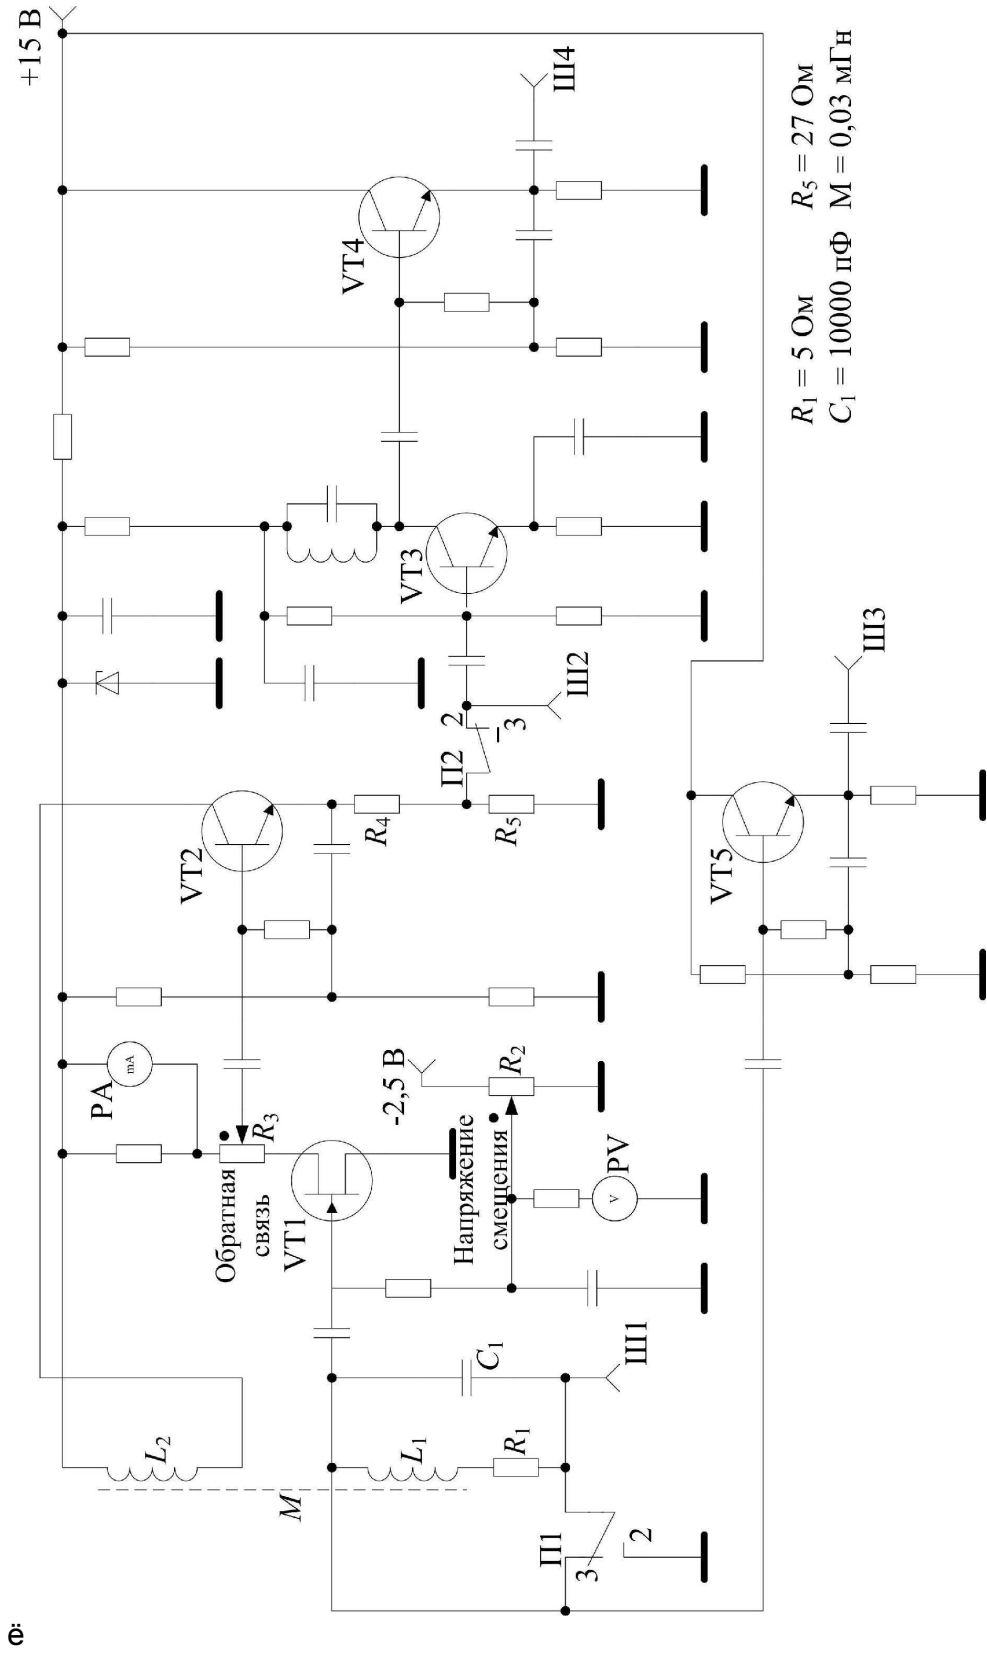 +15 В
Ш4
VT4
R5 = 27 Ом
М = 0,03 мГн
R1 = 5 Ом
C1 = 10000 пФ
VT3
Ш2
2
3
П2
R4
R5
VT2
Ш3
VT5
PA
mA
R3
Обратная
связь
VT1
-2,5 В
R2
Напряжение
смещения
V
PV
C1
Ш1
L2
M
L1
R1
П1
3
2
ё